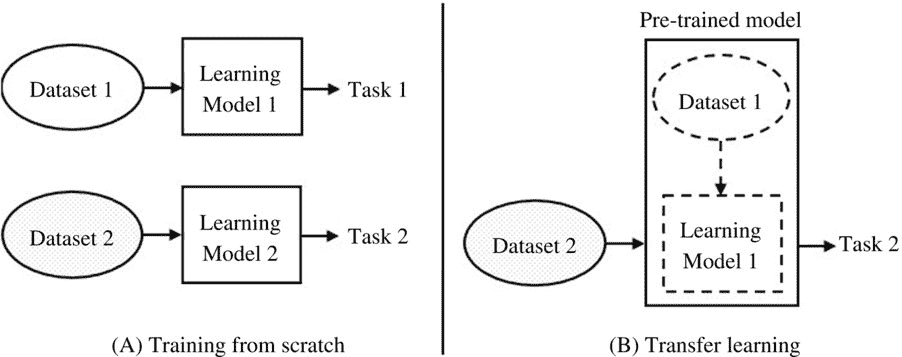 Dataset 1
Learning
Model 1
Task 1
Dataset 2
Learning
Model 2
Task 2
(A) Training from scratch
Pre-trained model
Dataset 1
Dataset 2
Learning
Model 1
Task 2
(B) Transfer learning